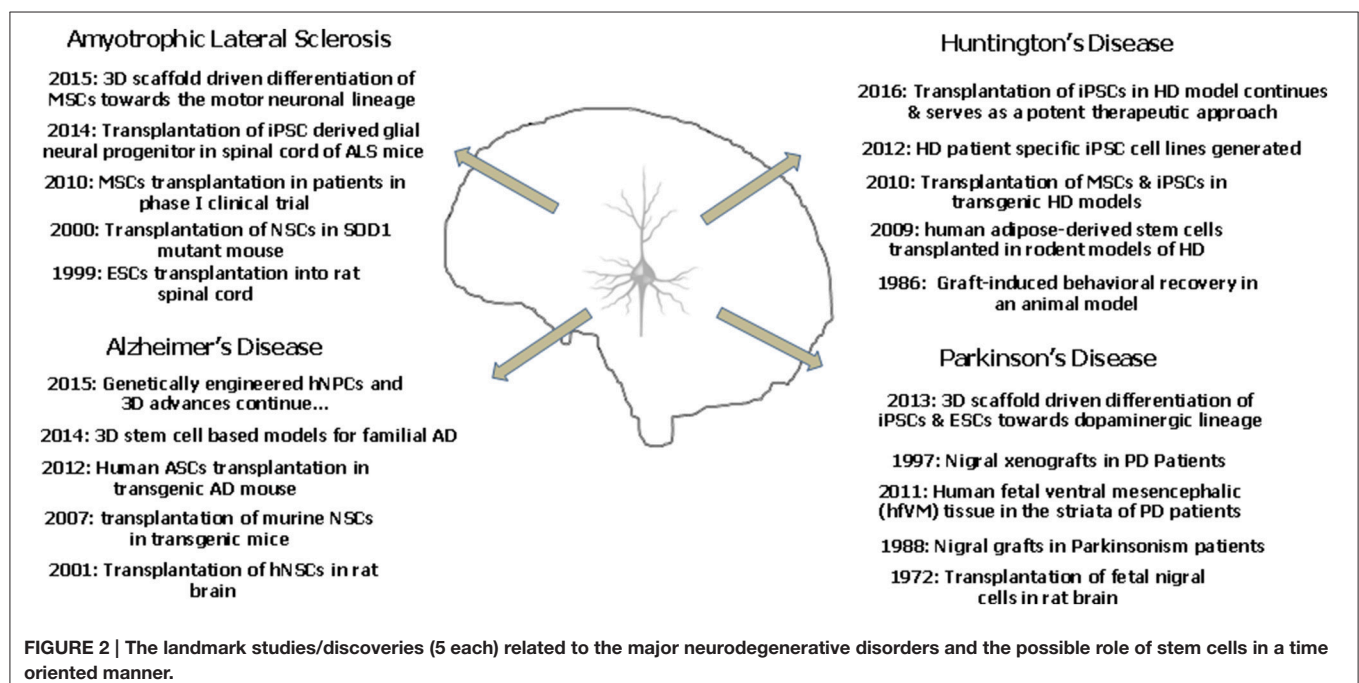 Amyotrophic Lateral Sclerosis
2015: 3D scaffold driven differentiation of
MSCs towards the motor neuronal lineage
2014: Transplantation of iPSC derived glial
neural progenitor in spinal cord of ALS mice
2010: MSCs transplantation in patients in
phase I clinical trial
2000: Transplantation of NSCs in SOD1
mutant mouse
1999: ESCs transplantation into rat
spinal cord
Alzheimer's Disease
2015: Genetically engineered hNPCs and
3D advances continue...
2014: 3D stem cell based models for familial AD
2012: Human ASCs transplantation in
transgenic AD mouse
2007: transplantation of murine NSCs
in transgenic mice
2001: Transplantation of hNSCs in rat
brain
Huntington's Disease
2016: Transplantation of iPSCs in HD model continues
& serves as a potent therapeutic approach
2012: HD patient specific iPSC cell lines generated
2010: Transplantation of MSCs & iPSCs in
transgenic HD models
2009: human adipose-derived stem cells
transplanted in rodent models of HD
1986: Graft-induced behavioral recovery in
an animal model
Parkinson's Disease
2013: 3D scaffold driven differentiation of
iPSCs & ESCs towards dopaminergic lineage
1997: Nigral xenografts in PD Patients
2011: Human fetal ventral mesencephalic
(hfVM) tissue in the striata of PD patients
1988: Nigral grafts in Parkinsonism patients
1972: Transplantation of fetal nigral
cells in rat brain
FIGURE 2 | The landmark studies/discoveries (5 each) related to the major neurodegenerative disorders and the possible role of stem cells in a time
oriented manner.